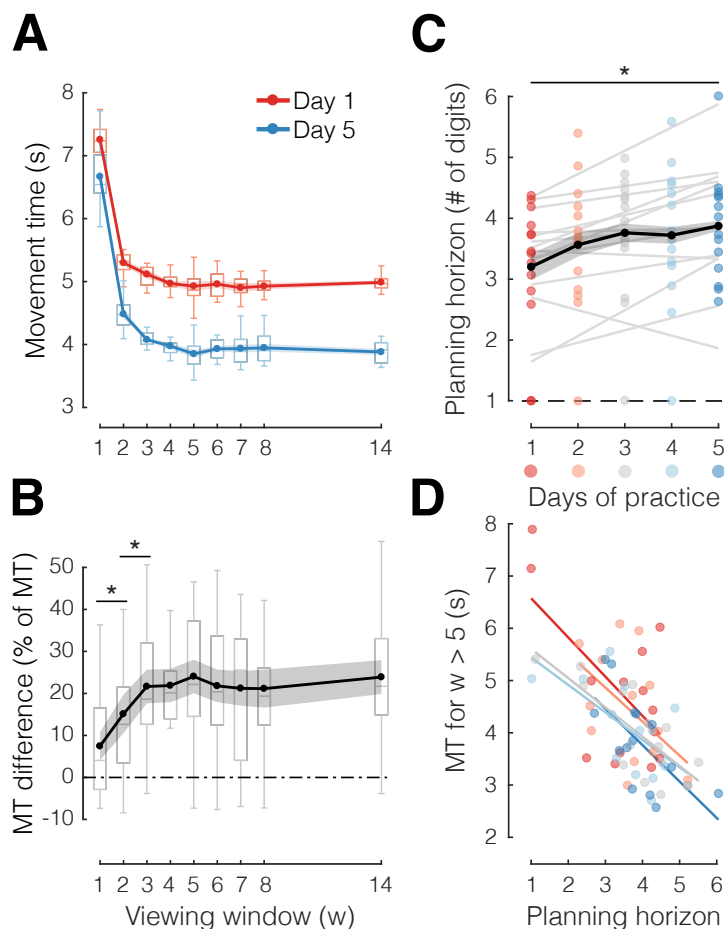 A
8
7
6
5
4
3
Movement time (s)
Day 1
Day 5
1 2 3 4 5 6 7 8 14
B
50
40
30
20
10
0
-10
MT difference (% of MT)
* *
1 2 3 4 5 6 7 8 14
Viewing window (w)
C
*
6
5
4
3
2
1
Planning horizon (# of digits)
1 2 3 4 5
Days of practice
D
8
7
6
5
4
3
2
MT for w > 5 (s)
1 2 3 4 5 6
Planning horizon